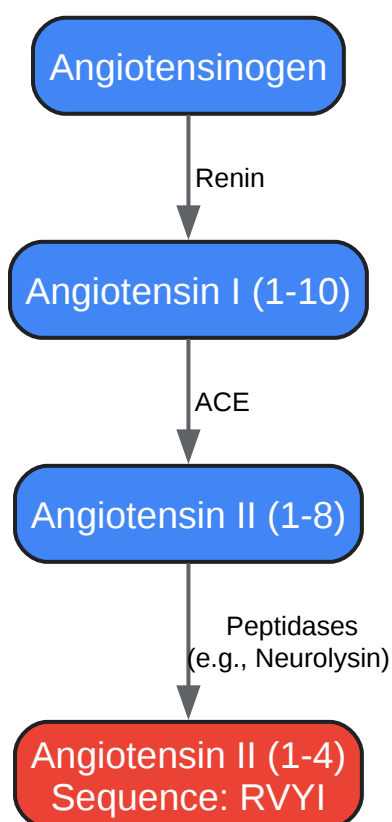 Angiotensinogen
Renin
Angiotensin I (1-10)
ACE
Angiotensin II (1-8)
Peptidases
(e.g., Neurolysin)
Angiotensin II (1-4)
Sequence: RVYI